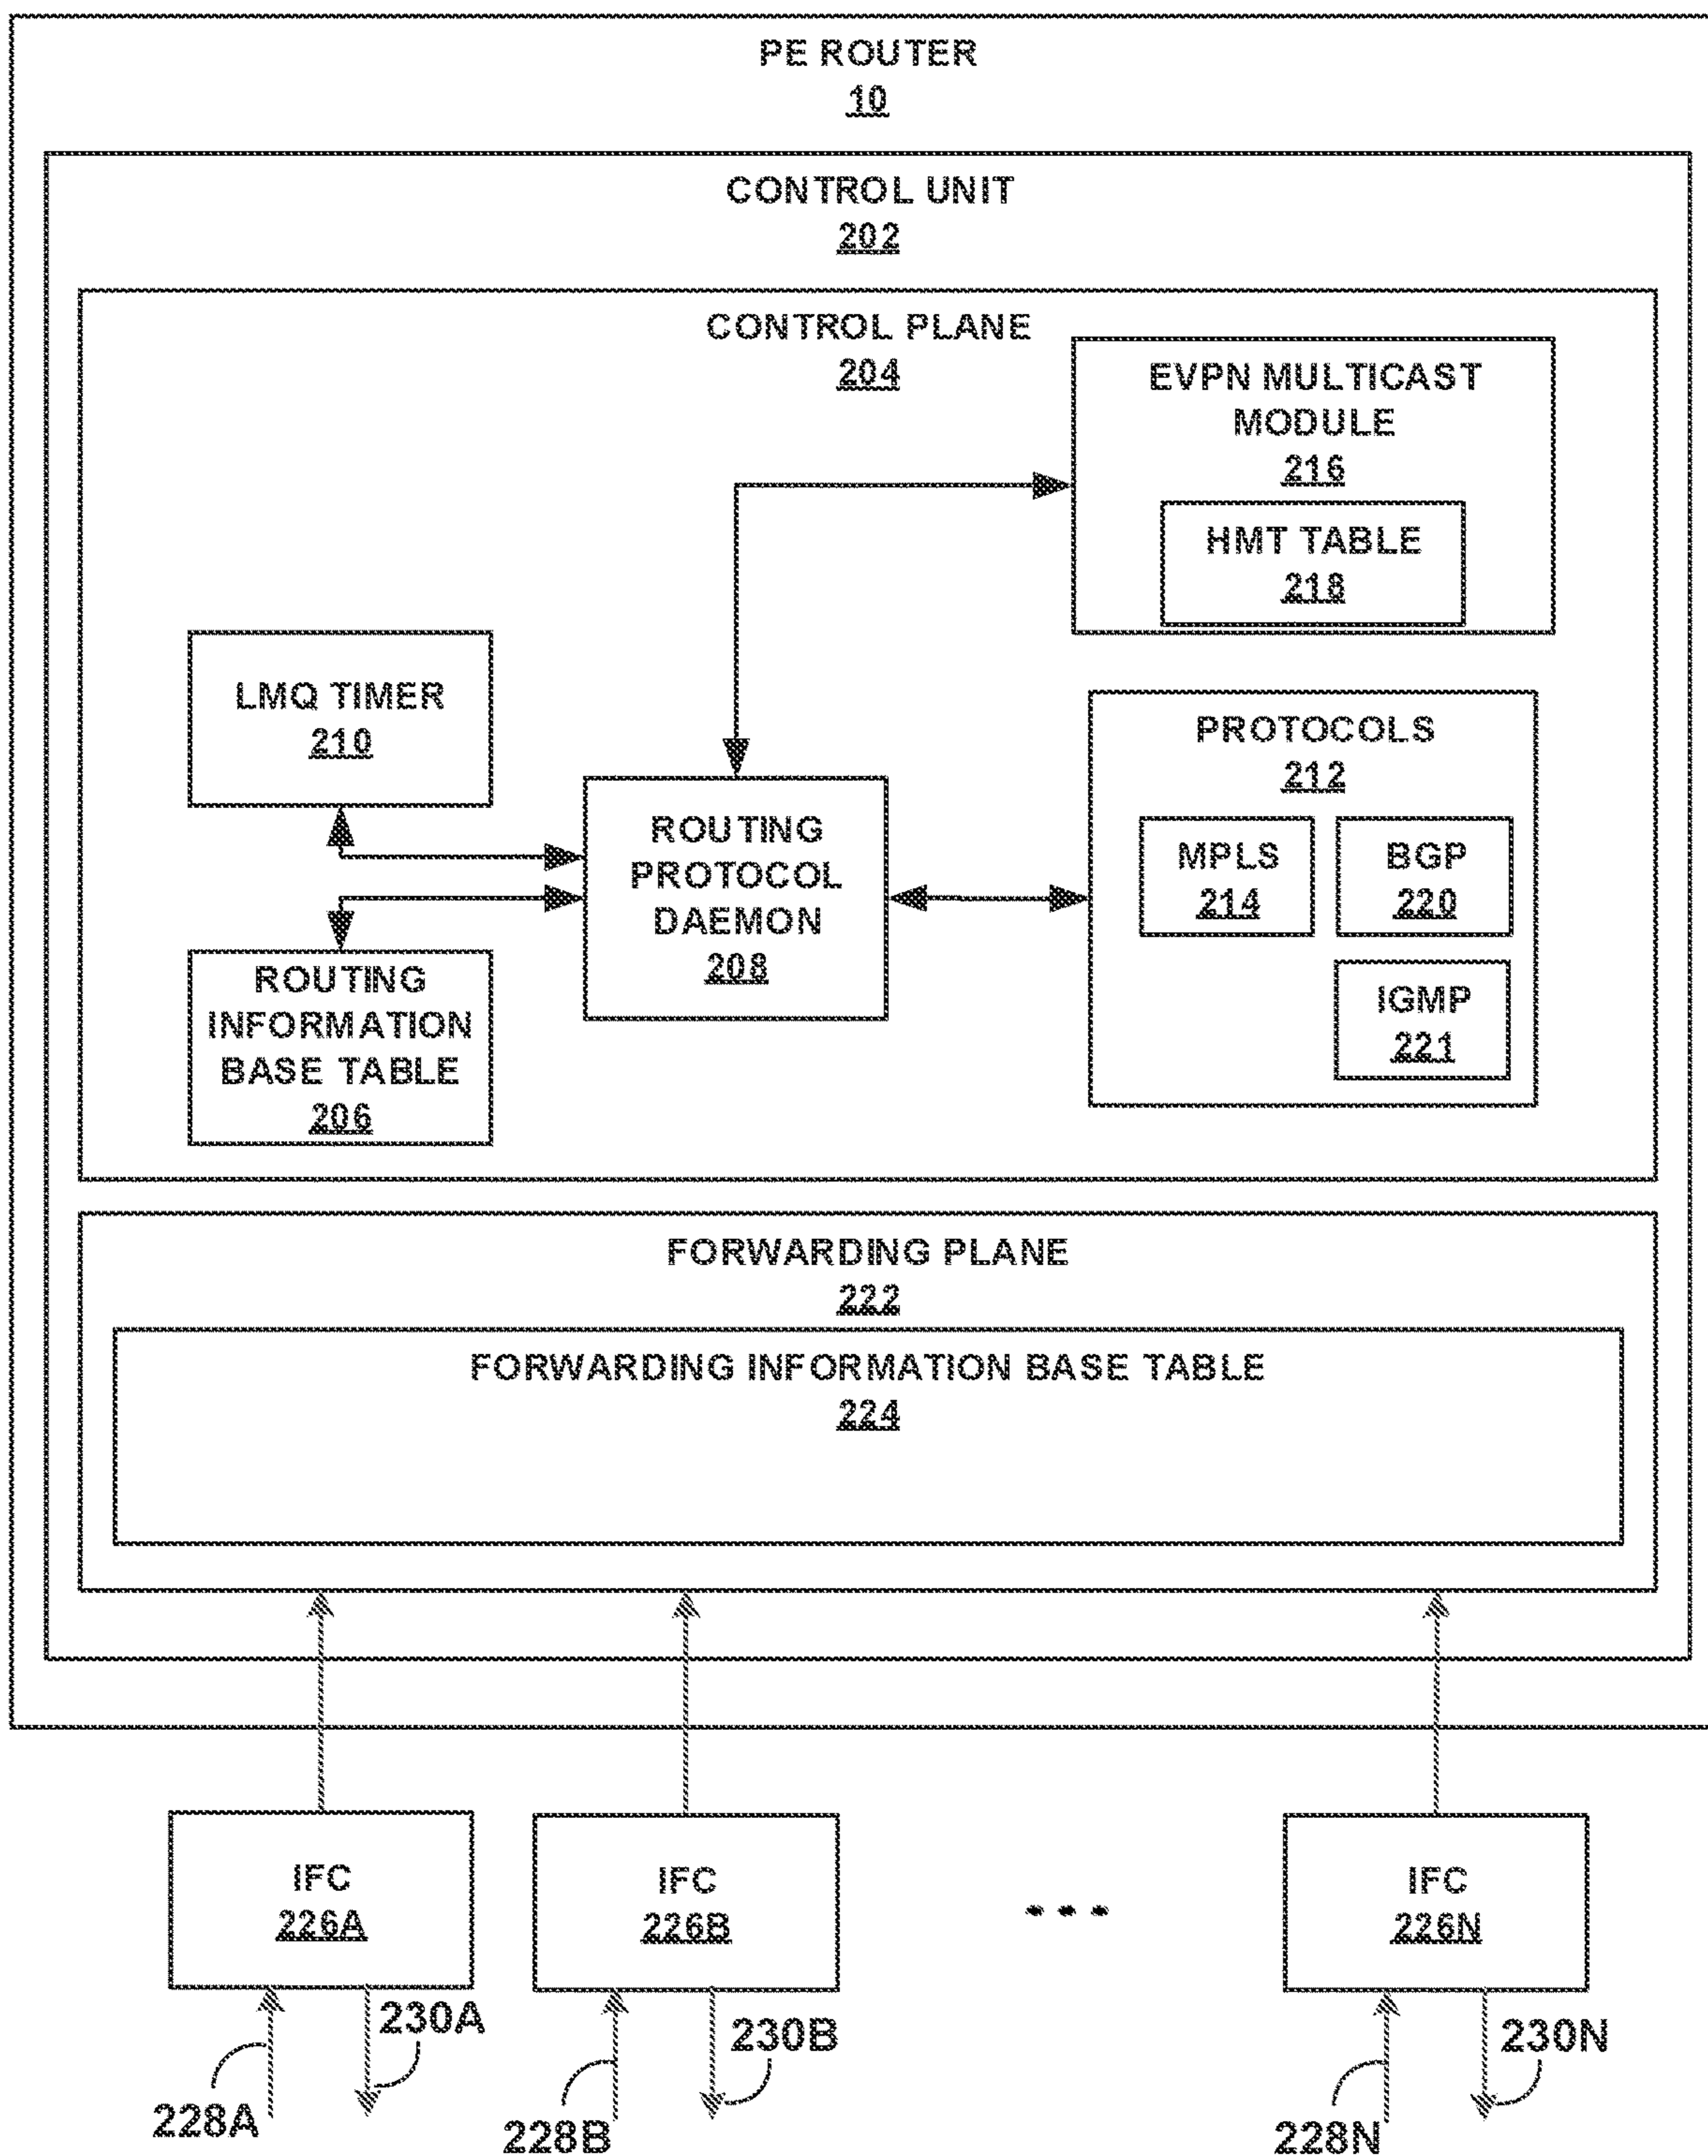 PE ROUTER
10
CONTROL UNIT
202
CONTROL PLANE
204
EVPN MULTICAST
MODULE
216
HMT TABLE
218
LMQ TIMER
210
PROTOCOLS
212
ROUTING
PROTOCOL
DAEMON
208
MPLS
214
BGP
220
IGMP
221
ROUTING
INFORMATION
BASE TABLE
206
FORWARDING PLANE
222
FORWARDING INFORMATION BASE TABLE
224
IFC
226A
IFC
226B
IFC
226N
228A
230A
228B
230B
228N
230N